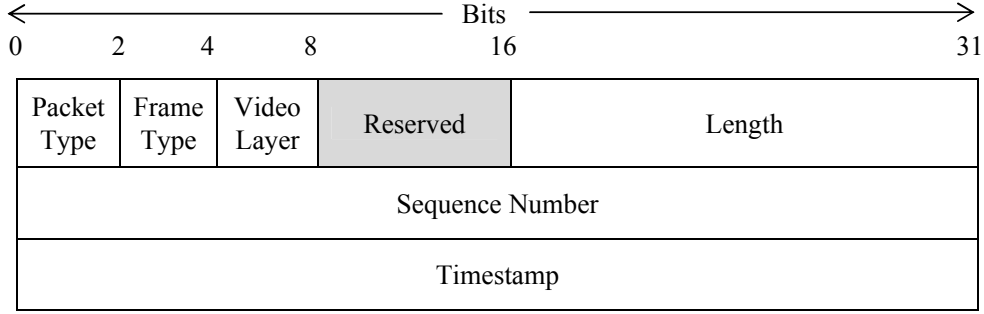 Bits
0 2 4 8 16 31
Packet Type
Frame Type
Video Layer
Reserved
Length
Sequence Number
Timestamp